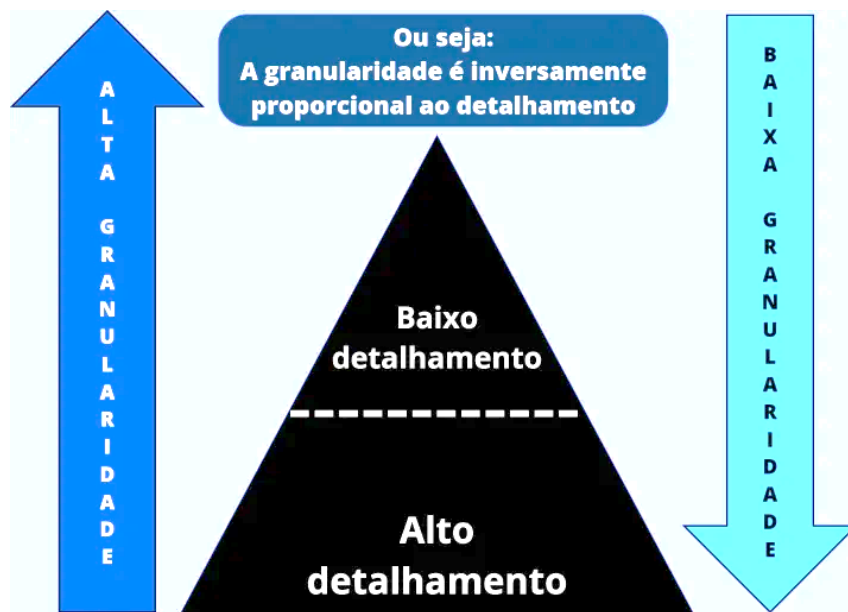 Ou seja:
A granularidade é inversamente
proporcional ao detalhamento
ALTA GRANULARIDADE
Baixo
detalhamento
Alto
detalhamento
BAIXA GRANULARIDADE